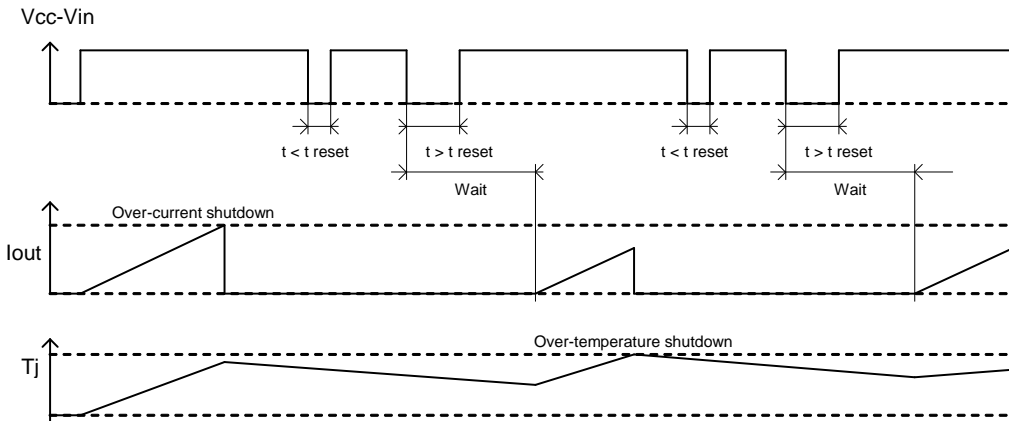 Vcc-Vin
t < t reset
t > t reset
t < t reset
t > t reset
Wait
Wait
Over-current shutdown
Iout
Over-temperature shutdown
Tj